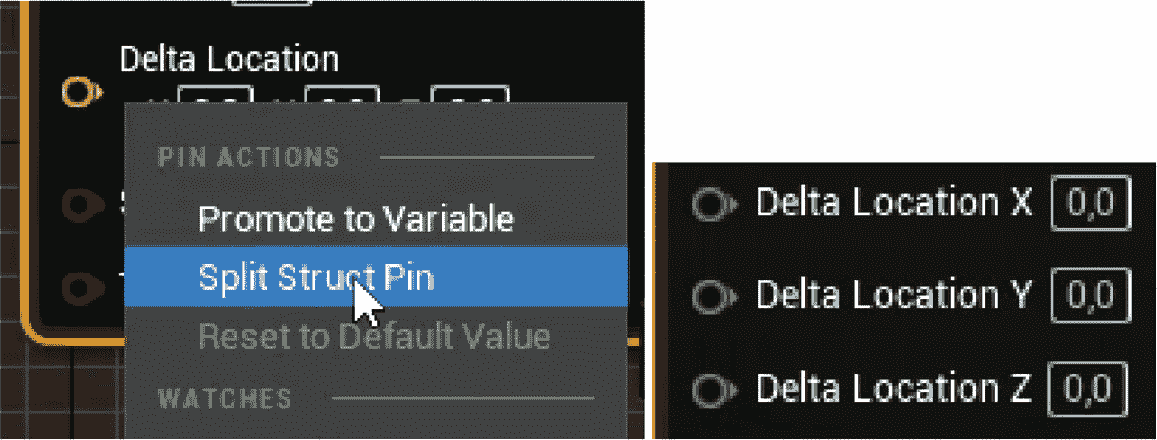 Delta Location
PIN ACTIONS
Promote to Variable
Split Struct Pin
Reset to Default Value
WATCHES
Delta Location X 0,0
Delta Location Y 0,0
Delta Location Z 0,0